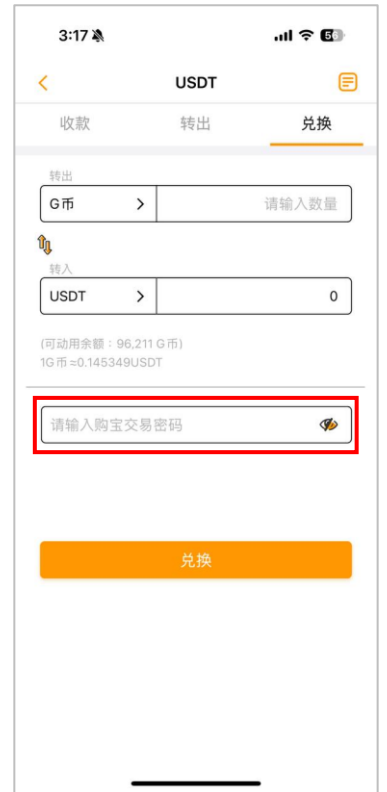 3:17
56
USDT
收款 转出 兑换
转出
G币 请输入数量
转入
USDT 0
(可动用余额：96,211 G币)
1G币≈0.145349USDT
请输入购宝交易密码
兑换